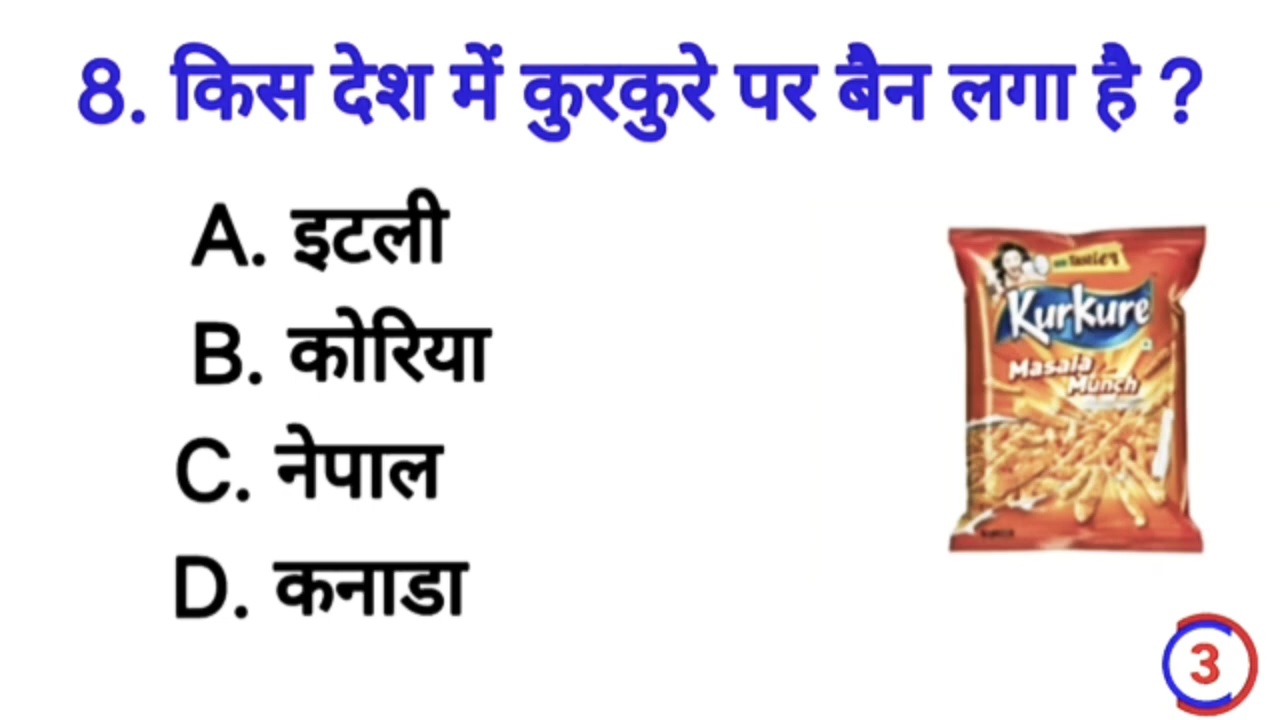 8. किस देश में कुरकुरे पर बैन लगा है ?
A. इटली
B. कोरिया
C. नेपाल
D. कनाडा
Kurkure
Masala
Munch
3